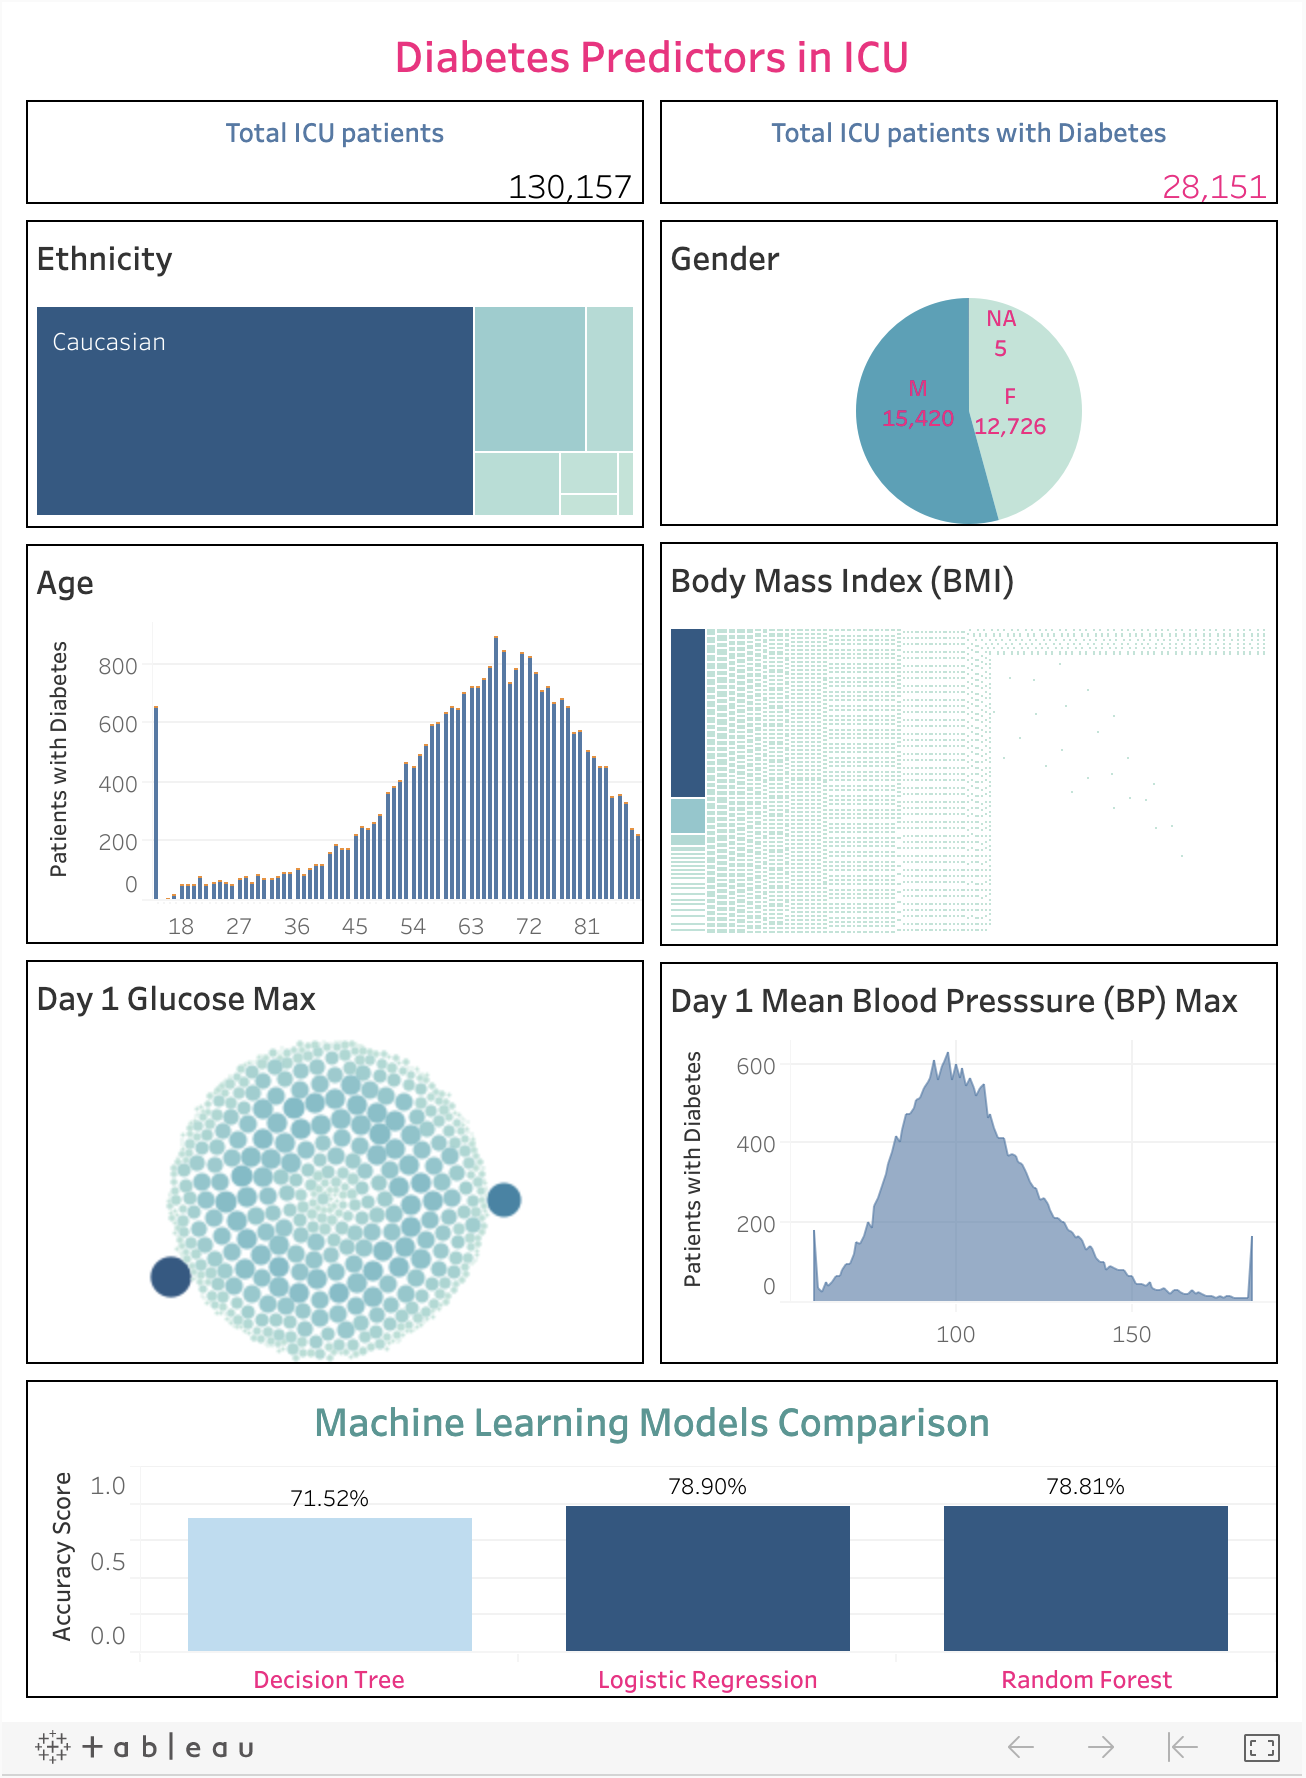 Diabetes Predictors in ICU
Total ICU patients
130,157
Total ICU patients with Diabetes
28,151
Ethnicity
Caucasian
Gender
NA
5
M
15,420
F
12,726
Age
Patients with Diabetes
800
600
400
200
0
18 27 36 45 54 63 72 81
Body Mass Index (BMI)
Day 1 Glucose Max
Day 1 Mean Blood Presssure (BP) Max
Patients with Diabetes
600
400
200
0
100 150
Machine Learning Models Comparison
Accuracy Score
1.0
0.5
0.0
71.52% 78.90% 78.81%
Decision Tree Logistic Regression Random Forest
+ableau